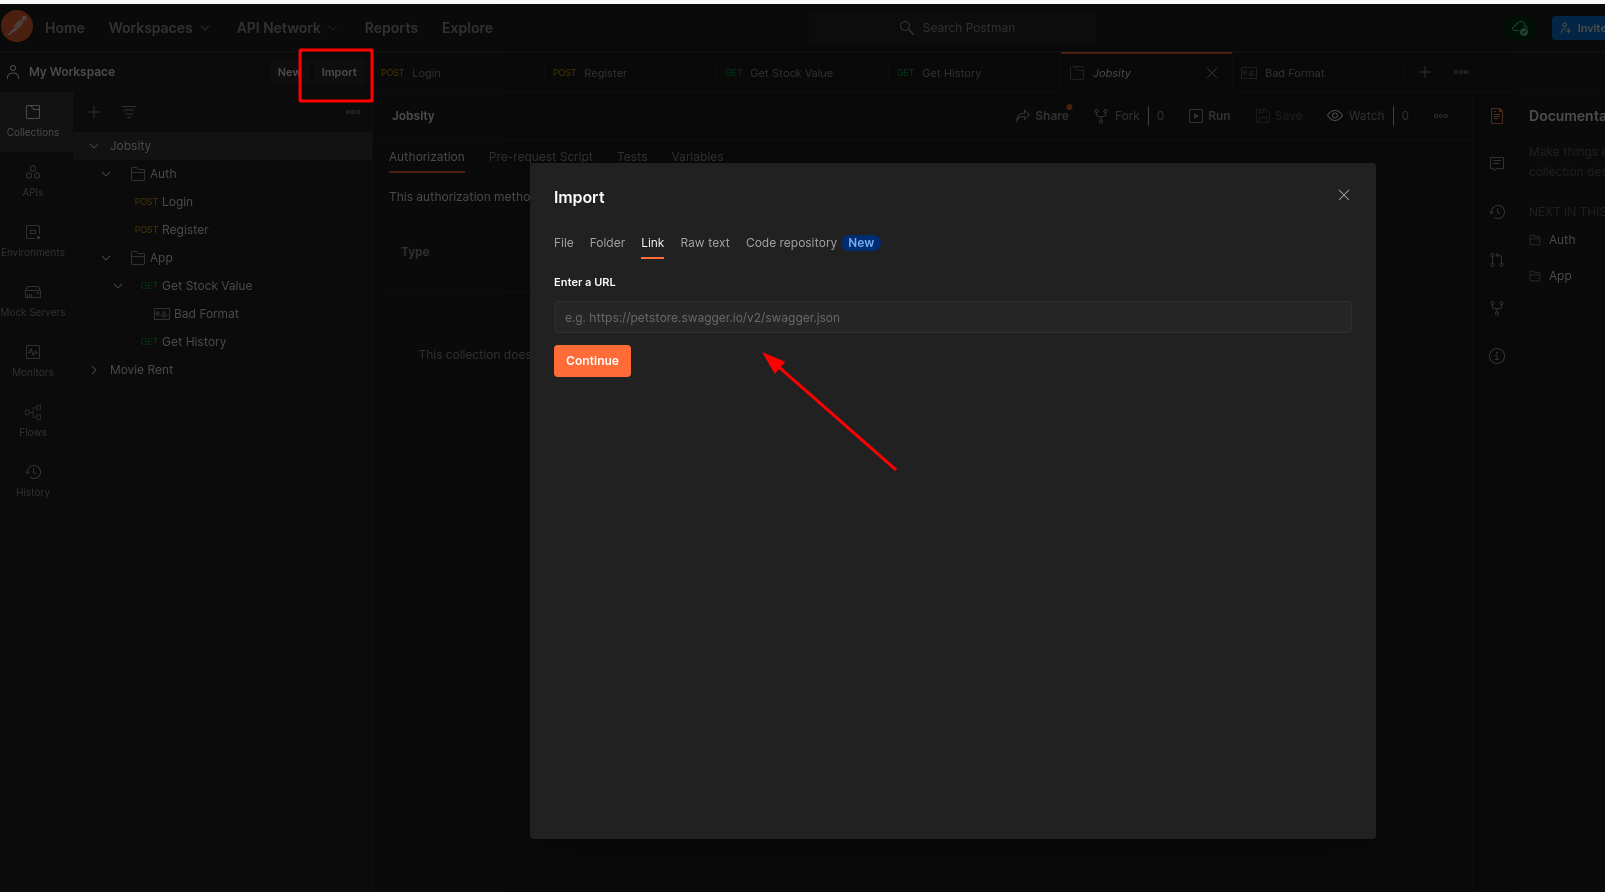 Home Workspaces API Network Reports Explore Search Postman Invite
My Workspace New Import POST Login POST Register GET Get Stock Value GET Get History Jobsity e.g. Bad Format
Collections
APIs
Environments
Mock Servers
Monitors
Flows
History
Jobsity
Auth
POST Login
POST Register
App
GET Get Stock Value
e.g. Bad Format
GET Get History
Movie Rent
Jobsity Share Fork 0 Run Save Watch 0
Authorization Pre-request Script Tests Variables
This authorization metho
Type
This collection does
Import
File Folder Link Raw text Code repository New
Enter a URL
e.g. https://petstore.swagger.io/v2/swagger.json
Continue
Documenta
Make things
collection des
NEXT IN THIS
Auth
App